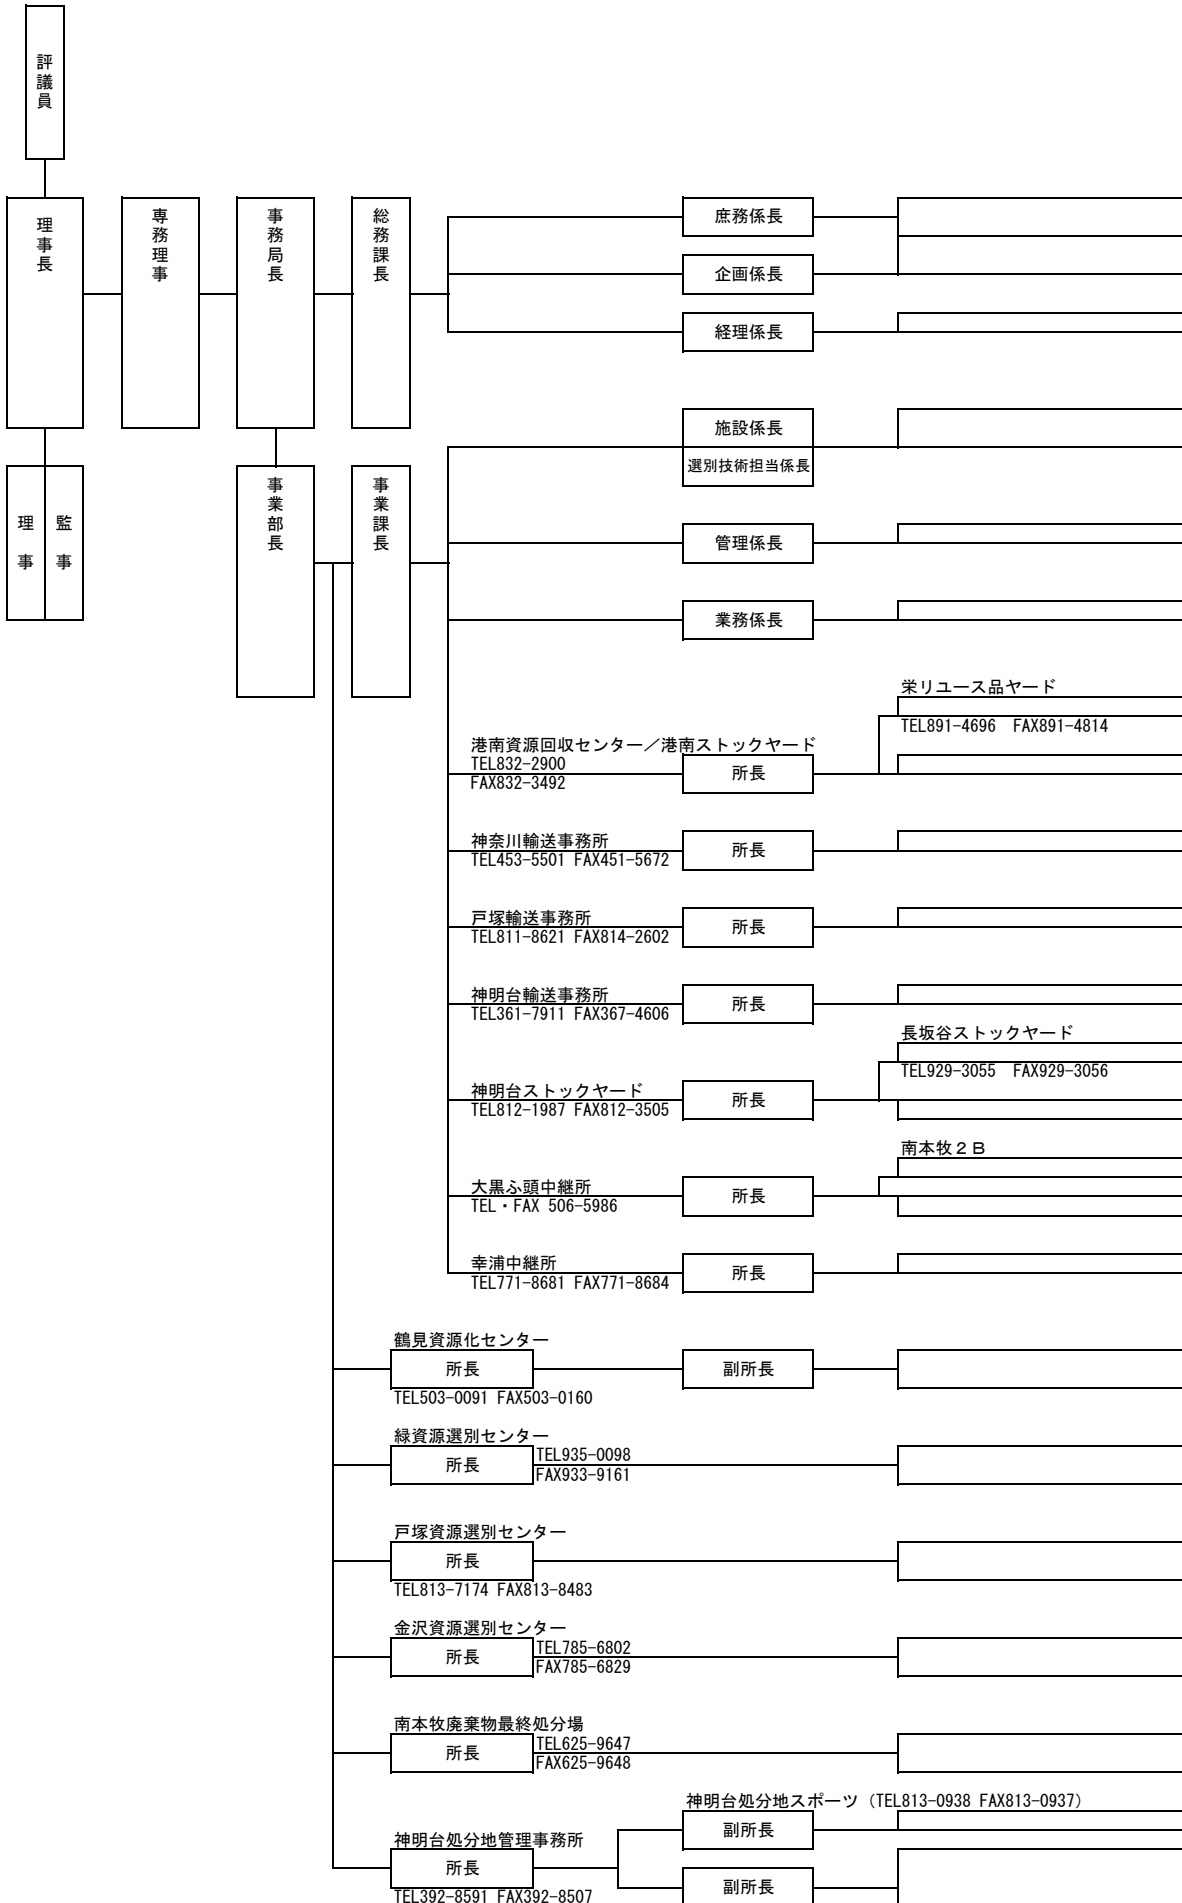 評議員
理事長
専務理事
事務局長
総務課長
庶務係長
企画係長
経理係長
理事
監事
事業部長
事業課長
施設係長
選別技術担当係長
管理係長
業務係長
栄リユース品ヤード
TEL891-4696 FAX891-4814
港南資源回収センター／港南ストックヤード
TEL832-2900
FAX832-3492
所長
神奈川輸送事務所
TEL453-5501 FAX451-5672
所長
戸塚輸送事務所
TEL811-8621 FAX814-2602
所長
神明台輸送事務所
TEL361-7911 FAX367-4606
所長
長坂谷ストックヤード
TEL929-3055 FAX929-3056
神明台ストックヤード
TEL812-1987 FAX812-3505
所長
南本牧２Ｂ
大黒ふ頭中継所
TEL・FAX 506-5986
所長
幸浦中継所
TEL771-8681 FAX771-8684
所長
鶴見資源化センター
所長
副所長
TEL503-0091 FAX503-0160
緑資源選別センター
所長
TEL935-0098
FAX933-9161
戸塚資源選別センター
所長
TEL813-7174 FAX813-8483
金沢資源選別センター
所長
TEL785-6802
FAX785-6829
南本牧廃棄物最終処分場
所長
TEL625-9647
FAX625-9648
神明台処分地スポーツ（TEL813-0938 FAX813-0937）
副所長
神明台処分地管理事務所
所長
副所長
TEL392-8591 FAX392-8507